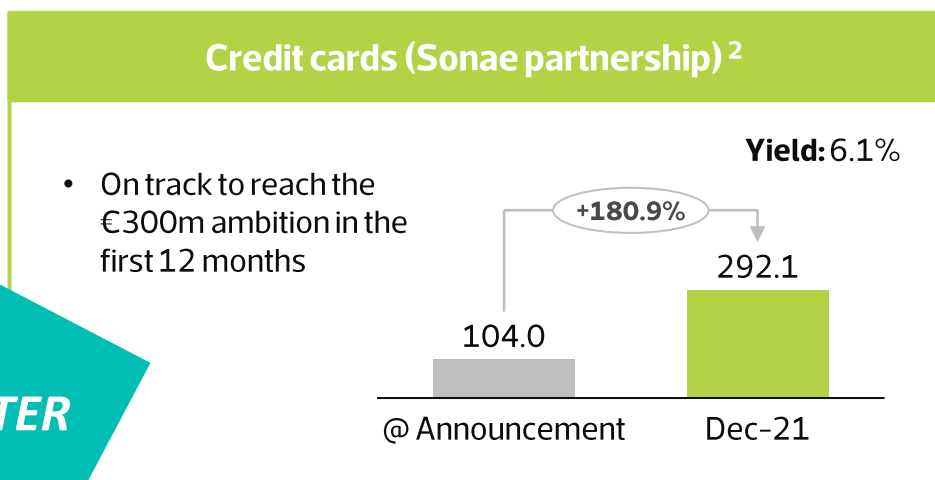 Credit cards (Sonae partnership) 2
Yield: 6.1%
• On track to reach the
€300m ambition in the
first 12 months
+180.9%
292.1
104.0
@ Announcement
Dec-21
TER